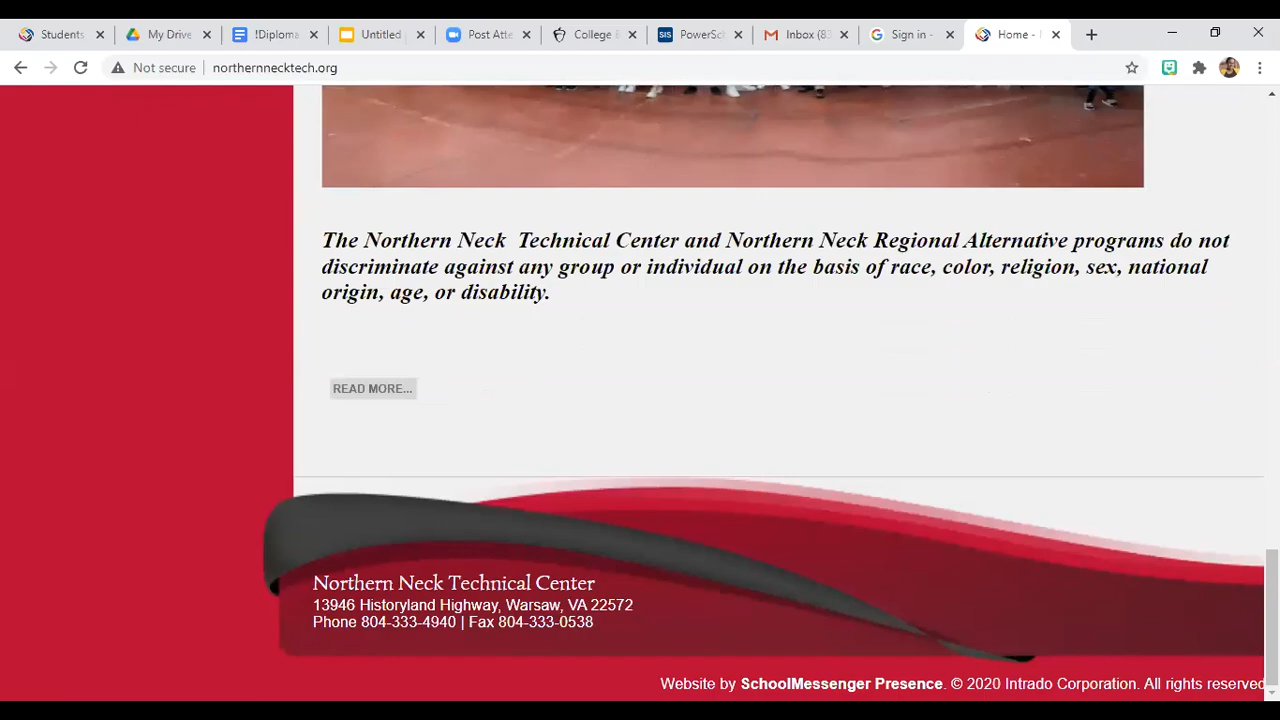 Students
My Drive
!Diploma
Untitled
Post Atte
College B
SIS PowerSch
Inbox (83
Sign in -
Home - N
Not secure northernnecktech.org
The Northern Neck Technical Center and Northern Neck Regional Alternative programs do not
discriminate against any group or individual on the basis of race, color, religion, sex, national
origin, age, or disability.
READ MORE...
Northern Neck Technical Center
13946 Historyland Highway, Warsaw, VA 22572
Phone 804-333-4940 | Fax 804-333-0538
Website by SchoolMessenger Presence. © 2020 Intrado Corporation. All rights reserved